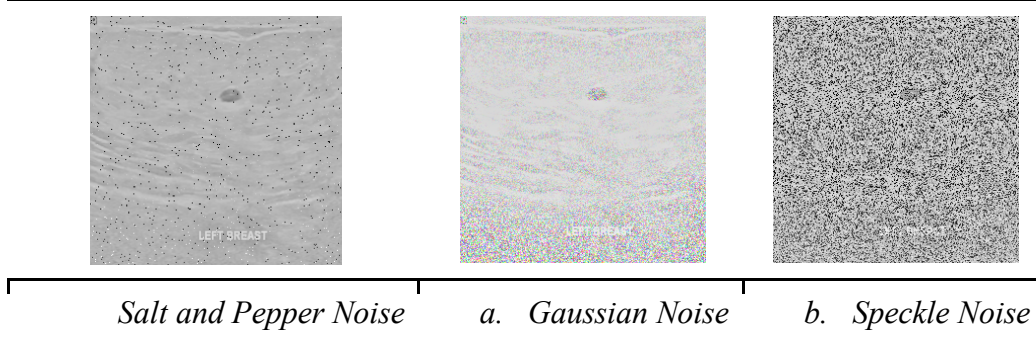 LEFT BREAST
LEFT BREAST
Salt and Pepper Noise
a. Gaussian Noise
b. Speckle Noise